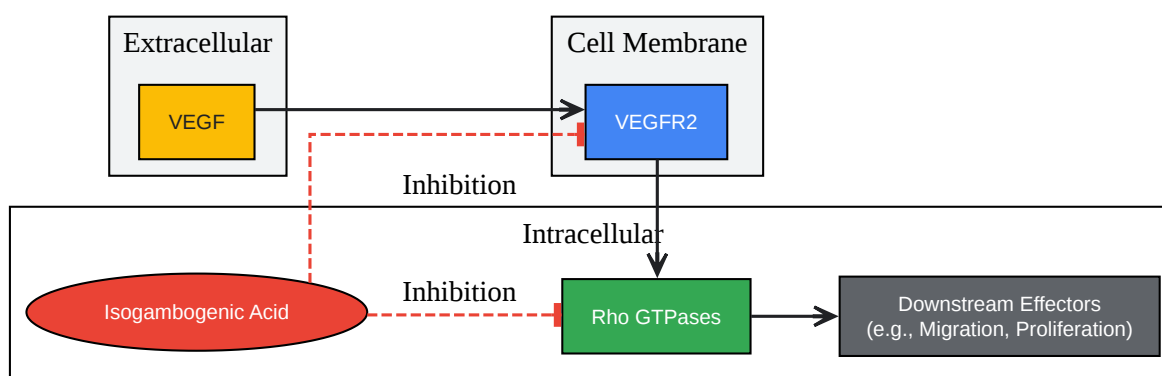 Extracellular
Cell Membrane
VEGF
VEGFR2
Inhibition
Intracellular
Isogambogenic Acid
Inhibition
Rho GTPases
Downstream Effectors
(e.g., Migration, Proliferation)